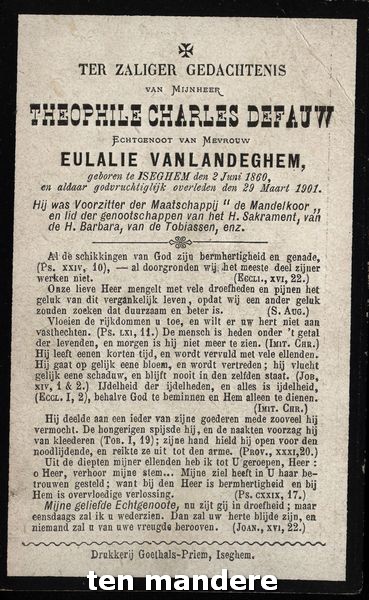 TER ZALIGER GEDACHTENIS
VAN MIJNHEER
THEOPHILE CHARLES DEFAUW
ECHTGENOOT VAN MEVROUW
EULALIE VANLANDEGHEM,
geboren te ISEGHEM den 2 Juni 1860,
en aldaar godvruchtiglijk overleden den 29 Maart 1901.
Hij was Voorzitter der Maatschappij “ de Mandelkoor „
en lid der genootschappen van het H. Sakrament, van
de H. Barbara, van de Tobiassen, enz.
Al de schikkingen van God zijn bermhertigheid en genade,
(Ps. XXIV, 10), — al doorgronden wij het meeste deel zijner
werken niet. (ECCLI., XVI, 22.)
Onze lieve Heer mengelt met vele droefheden en pijnen het
geluk van dit vergankelijk leven, opdat wij een ander geluk
zouden zoeken dat duurzaam en beter is. (S. AUG.)
Vloeien de rijkdommen u toe, en wilt er uw hert niet aan
vasthechten. (Ps. LXI, 11.) De mensch is heden onder 't getal
der levenden, en morgen is hij niet meer te zien. (IMIT. CHR.)
Hij leeft eenen korten tijd, en wordt vervuld met vele ellenden.
Hij gaat op gelijk eene bloem, en wordt vertreden; hij vlucht
gelijk eene schaduw, en blijft nooit in den zelfden staat. (JOB.
XIV, 1 & 2.) IJdelheid der ijdelheden, en alles is ijdelheid,
(ECCL. I, 2), behalve God te beminnen en Hem alleen te dienen.
(IMIT. CHR.)
Hij deelde aan een ieder van zijne goederen mede zooveel hij
vermocht. De hongerigen spijsde hij, en de naakten voorzag hij
van kleederen (TOB. I, 19); zijne hand hield hij open voor den
noodlijdende, en reikte ze uit tot den arme. (PROV., XXXI,20.)
Uit de diepten mijner ellenden heb ik tot U geroepen, Heer :
o Heer, verhoor mijne stem... Mijne ziel heeft in U haar be-
trouwen gesteld; want bij den Heer is bermhertigheid en bij
Hem is overvloedige verlossing. (Ps. CXXIX, 17.)
Mijne geliefde Echtgenoote, nu zyt gij in droefheid; maar
eensdaags zal ik u wederzien. Dan zal uw herte blijde zijn, en
niemand zal u van uwe vreugde berooven. (JOAN., XVI, 22.)
Drukkerij Goethals-Priem, Iseghem.
ten mandere